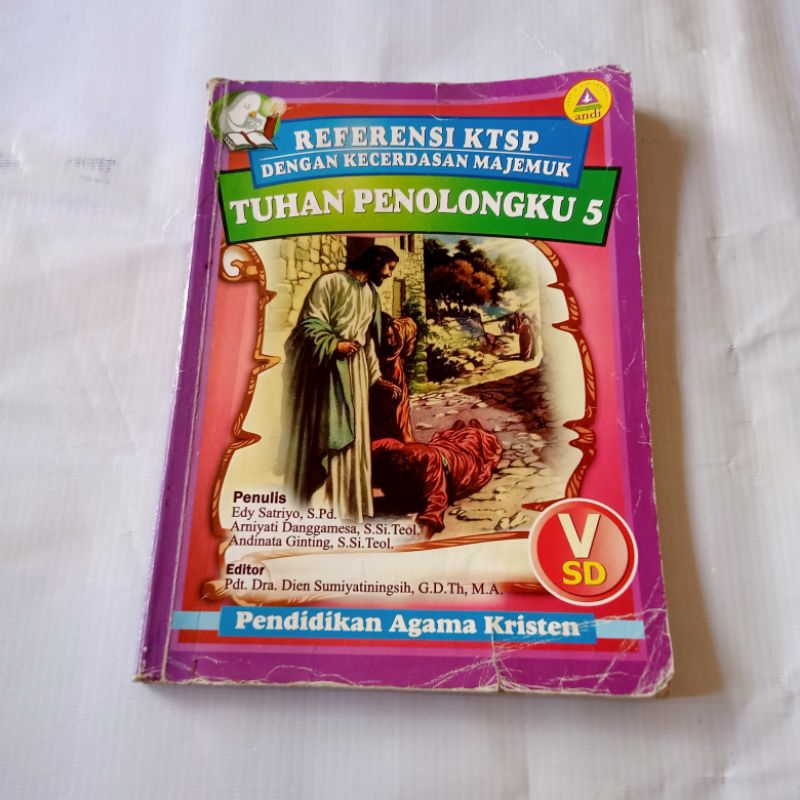 andi
REFERENSI KTSP
DENGAN KECERDASAN MAJEMUK
TUHAN PENOLONGKU 5
Penulis
Edy Satriyo, S.Pd.
Arniyati Danggamesa, S.Si.Teol.
Andinata Ginting, S.Si.Teol.
Editor
Pdt. Dra. Dien Sumiyatiningsih, G.D.Th, M.A.
V
SD
Pendidikan Agama Kristen